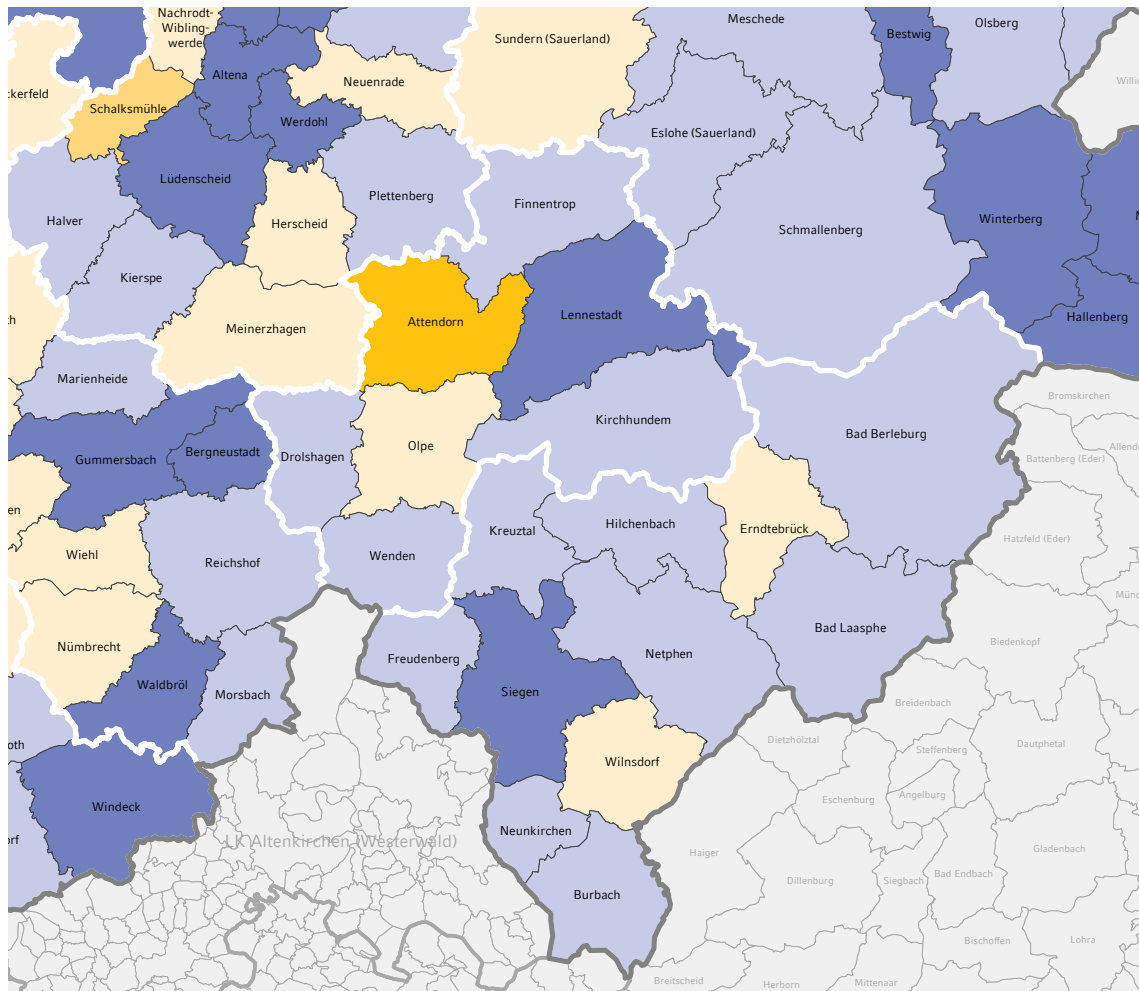 Nachrodt-
Wibling-
werde
Sundern (Sauerland)
Meschede
Bestwig
Olsberg
Altena
Neuenrade
ckerfeld
Schalksmühle
Werdohl
Eslohe (Sauerland)
Lüdenscheid
Plettenberg
Finnentrop
Halver
Herscheid
Schmallenberg
Winterberg
Kierspe
Meinerzhagen
Attendorn
Lennestadt
Hallenberg
Marienheide
Bromskirchen
Kirchhundem
Bad Berleburg
Olpe
Drolshagen
Bergneustadt
Gummersbach
Battenberg (Eder)
en
Wiehl
Reichshof
Wenden
Kreuztal
Hilchenbach
Erndtebrück
Hatzfeld (Eder)
Nümbrecht
Bad Laasphe
Biedenkopf
Freudenberg
Netphen
Waldbröl
Morsbach
Siegen
Breidenbach
oth
Dietzhölztal
Steffenberg
Dautphetal
Wilnsdorf
Angelburg
Eschenburg
Windeck
Neunkirchen
orf
LK Altenkirchen (Westerwald)
Haiger
Gladenbach
Dillenburg
Siegbach
Bad Endbach
Burbach
Bischoffen
Lohra
Breitscheid
Herborn
Mittenaar